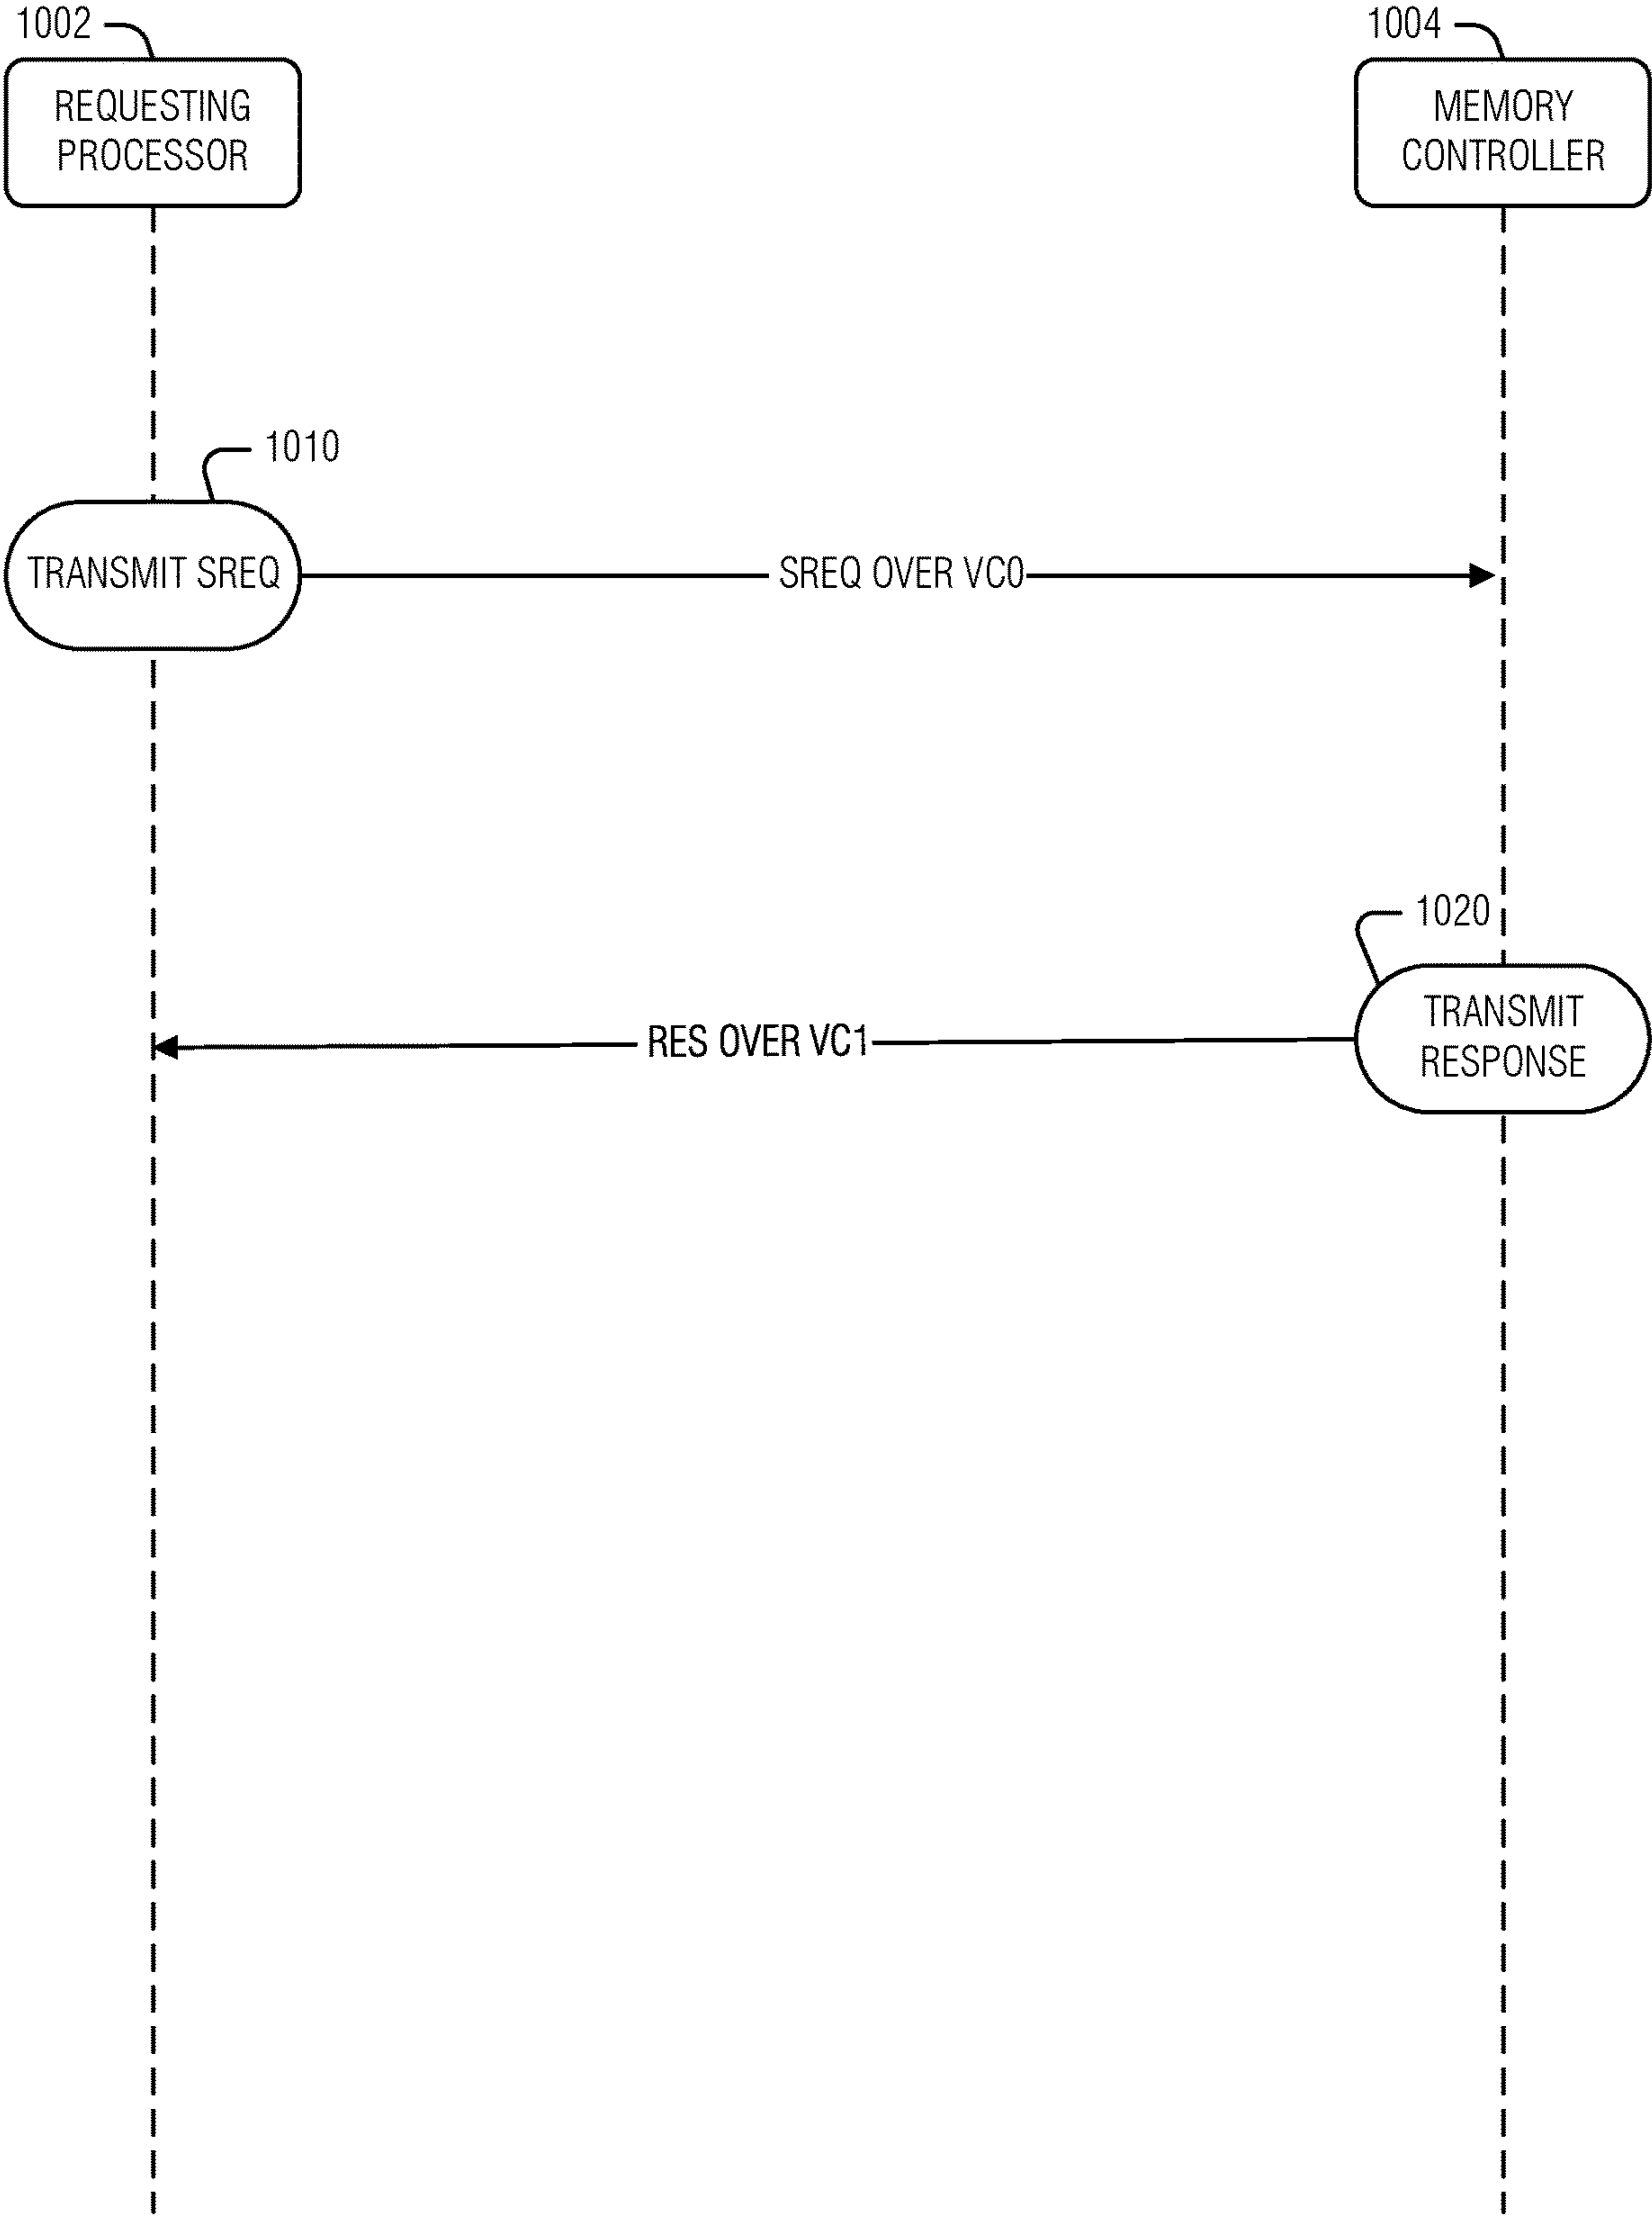 1002
1004
REQUESTING
PROCESSOR
MEMORY
CONTROLLER
1010
TRANSMIT SREQ
SREQ OVER VC0
1020
TRANSMIT
RESPONSE
RES OVER VC1